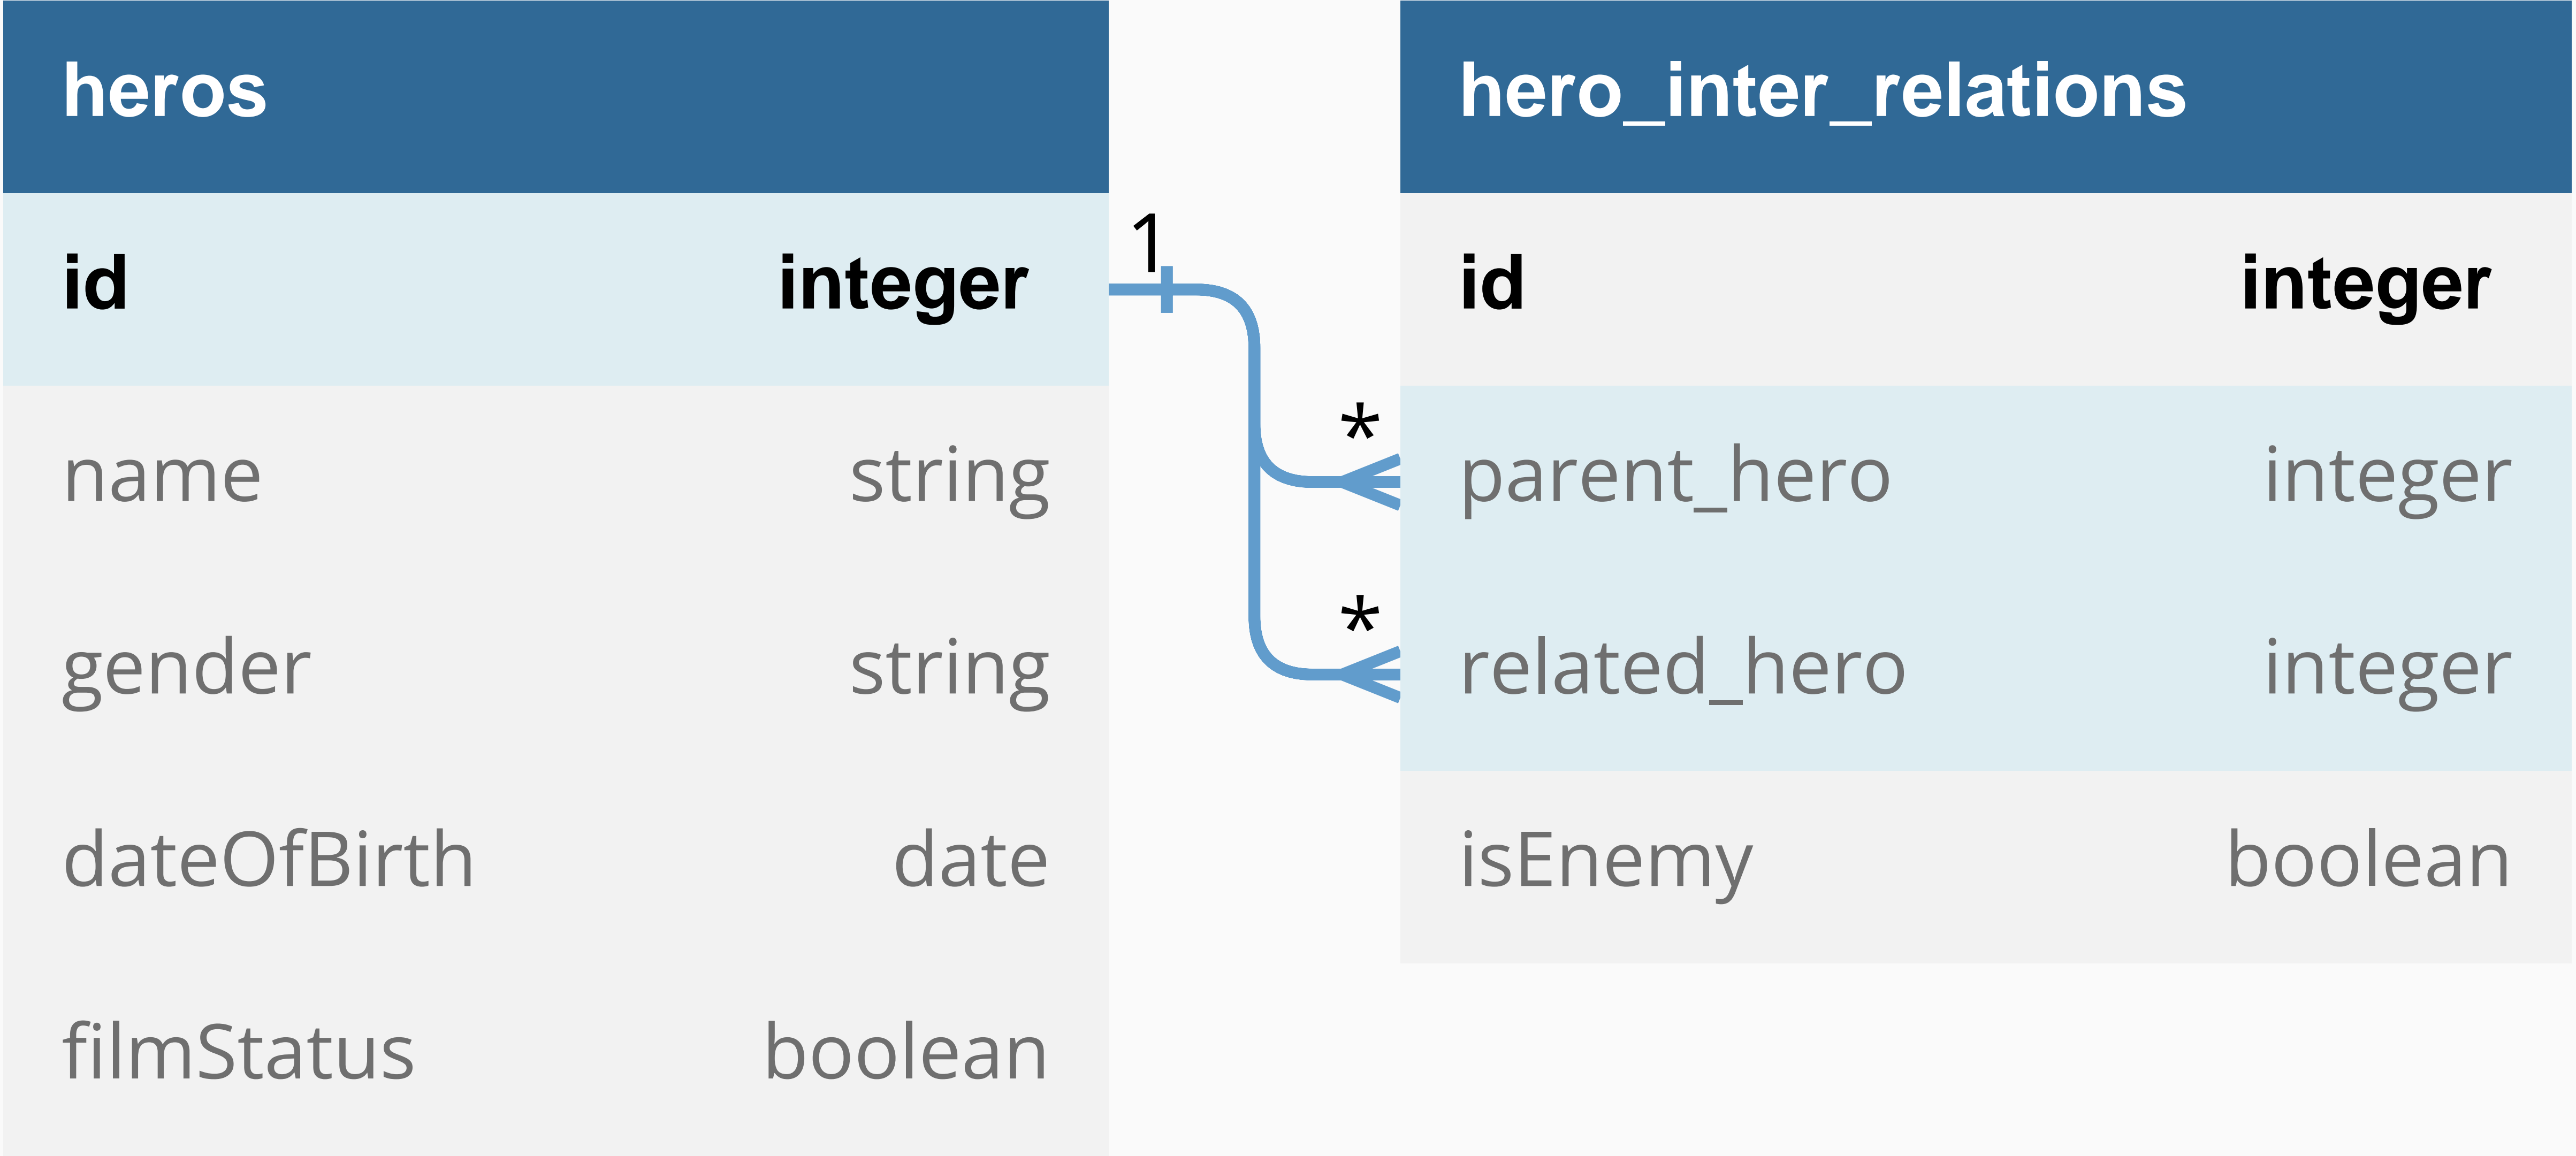 heros
id integer
name string
gender string
dateOfBirth date
filmStatus boolean
1
*
*
hero_inter_relations
id integer
parent_hero integer
related_hero integer
isEnemy boolean